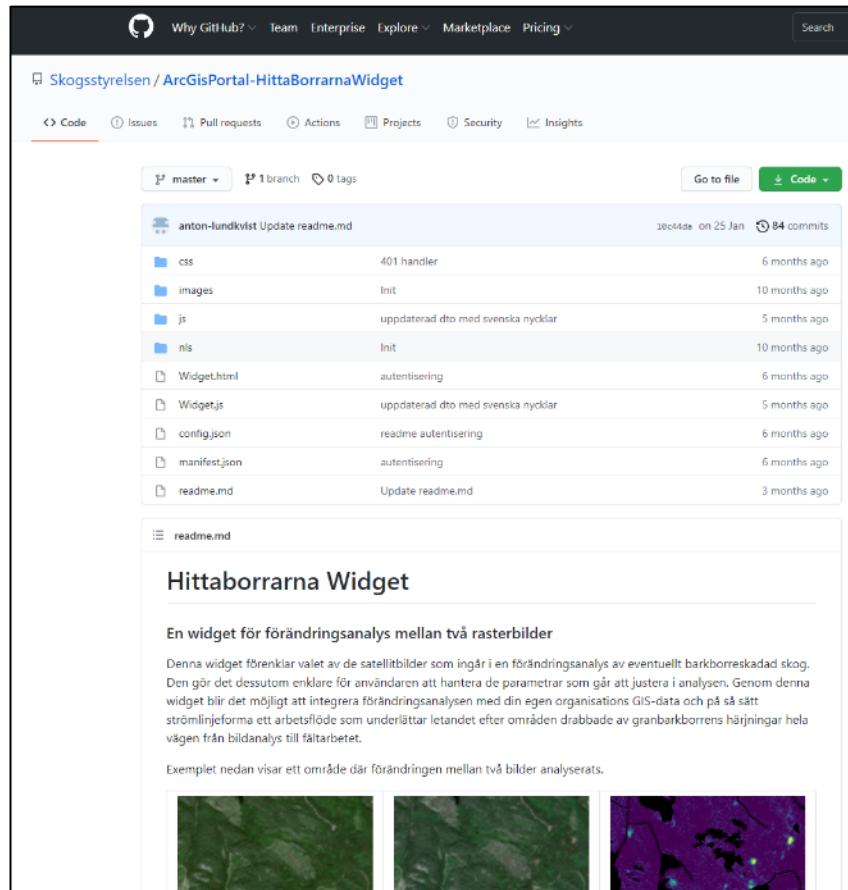 Why GitHub? Team Enterprise Explore Marketplace Pricing Search
Skogsstyrelsen / ArcGisPortal-HittaBorrarnaWidget
Code Issues Pull requests Actions Projects Security Insights
master 1 branch 0 tags Go to file Code
anton-lundkvist Update readme.md on 25 Jan 84 commits
css 401 handler 6 months ago
images Init 10 months ago
js uppdaterad dto med svenska nycklar 5 months ago
nls Init 10 months ago
Widget.html autentisering 6 months ago
Widget.js uppdaterad dto med svenska nycklar 5 months ago
config.json readme autentisering 6 months ago
manifest.json autentisering 6 months ago
readme.md Update readme.md 3 months ago
readme.md
Hittaborrarna Widget
En widget för förändringsanalys mellan två rasterbilder
Denna widget förenklar valet av de satellitbilder som ingår i en förändringsanalys av eventuellt barkborreskadad skog.
Den gör det dessutom enklare för användaren att hantera de parametrar som går att justera i analysen. Genom denna
widget blir det möjligt att integrera förändringsanalysen med din egen organisations GIS-data och på så sätt
strömlinjeforma ett arbetsflöde som underlättar letandet efter områden drabbade av granbarkborrens härjningar hela
vägen från bildanalys till fältarbetet.
Exemplet nedan visar ett område där förändringen mellan två bilder analyserats.